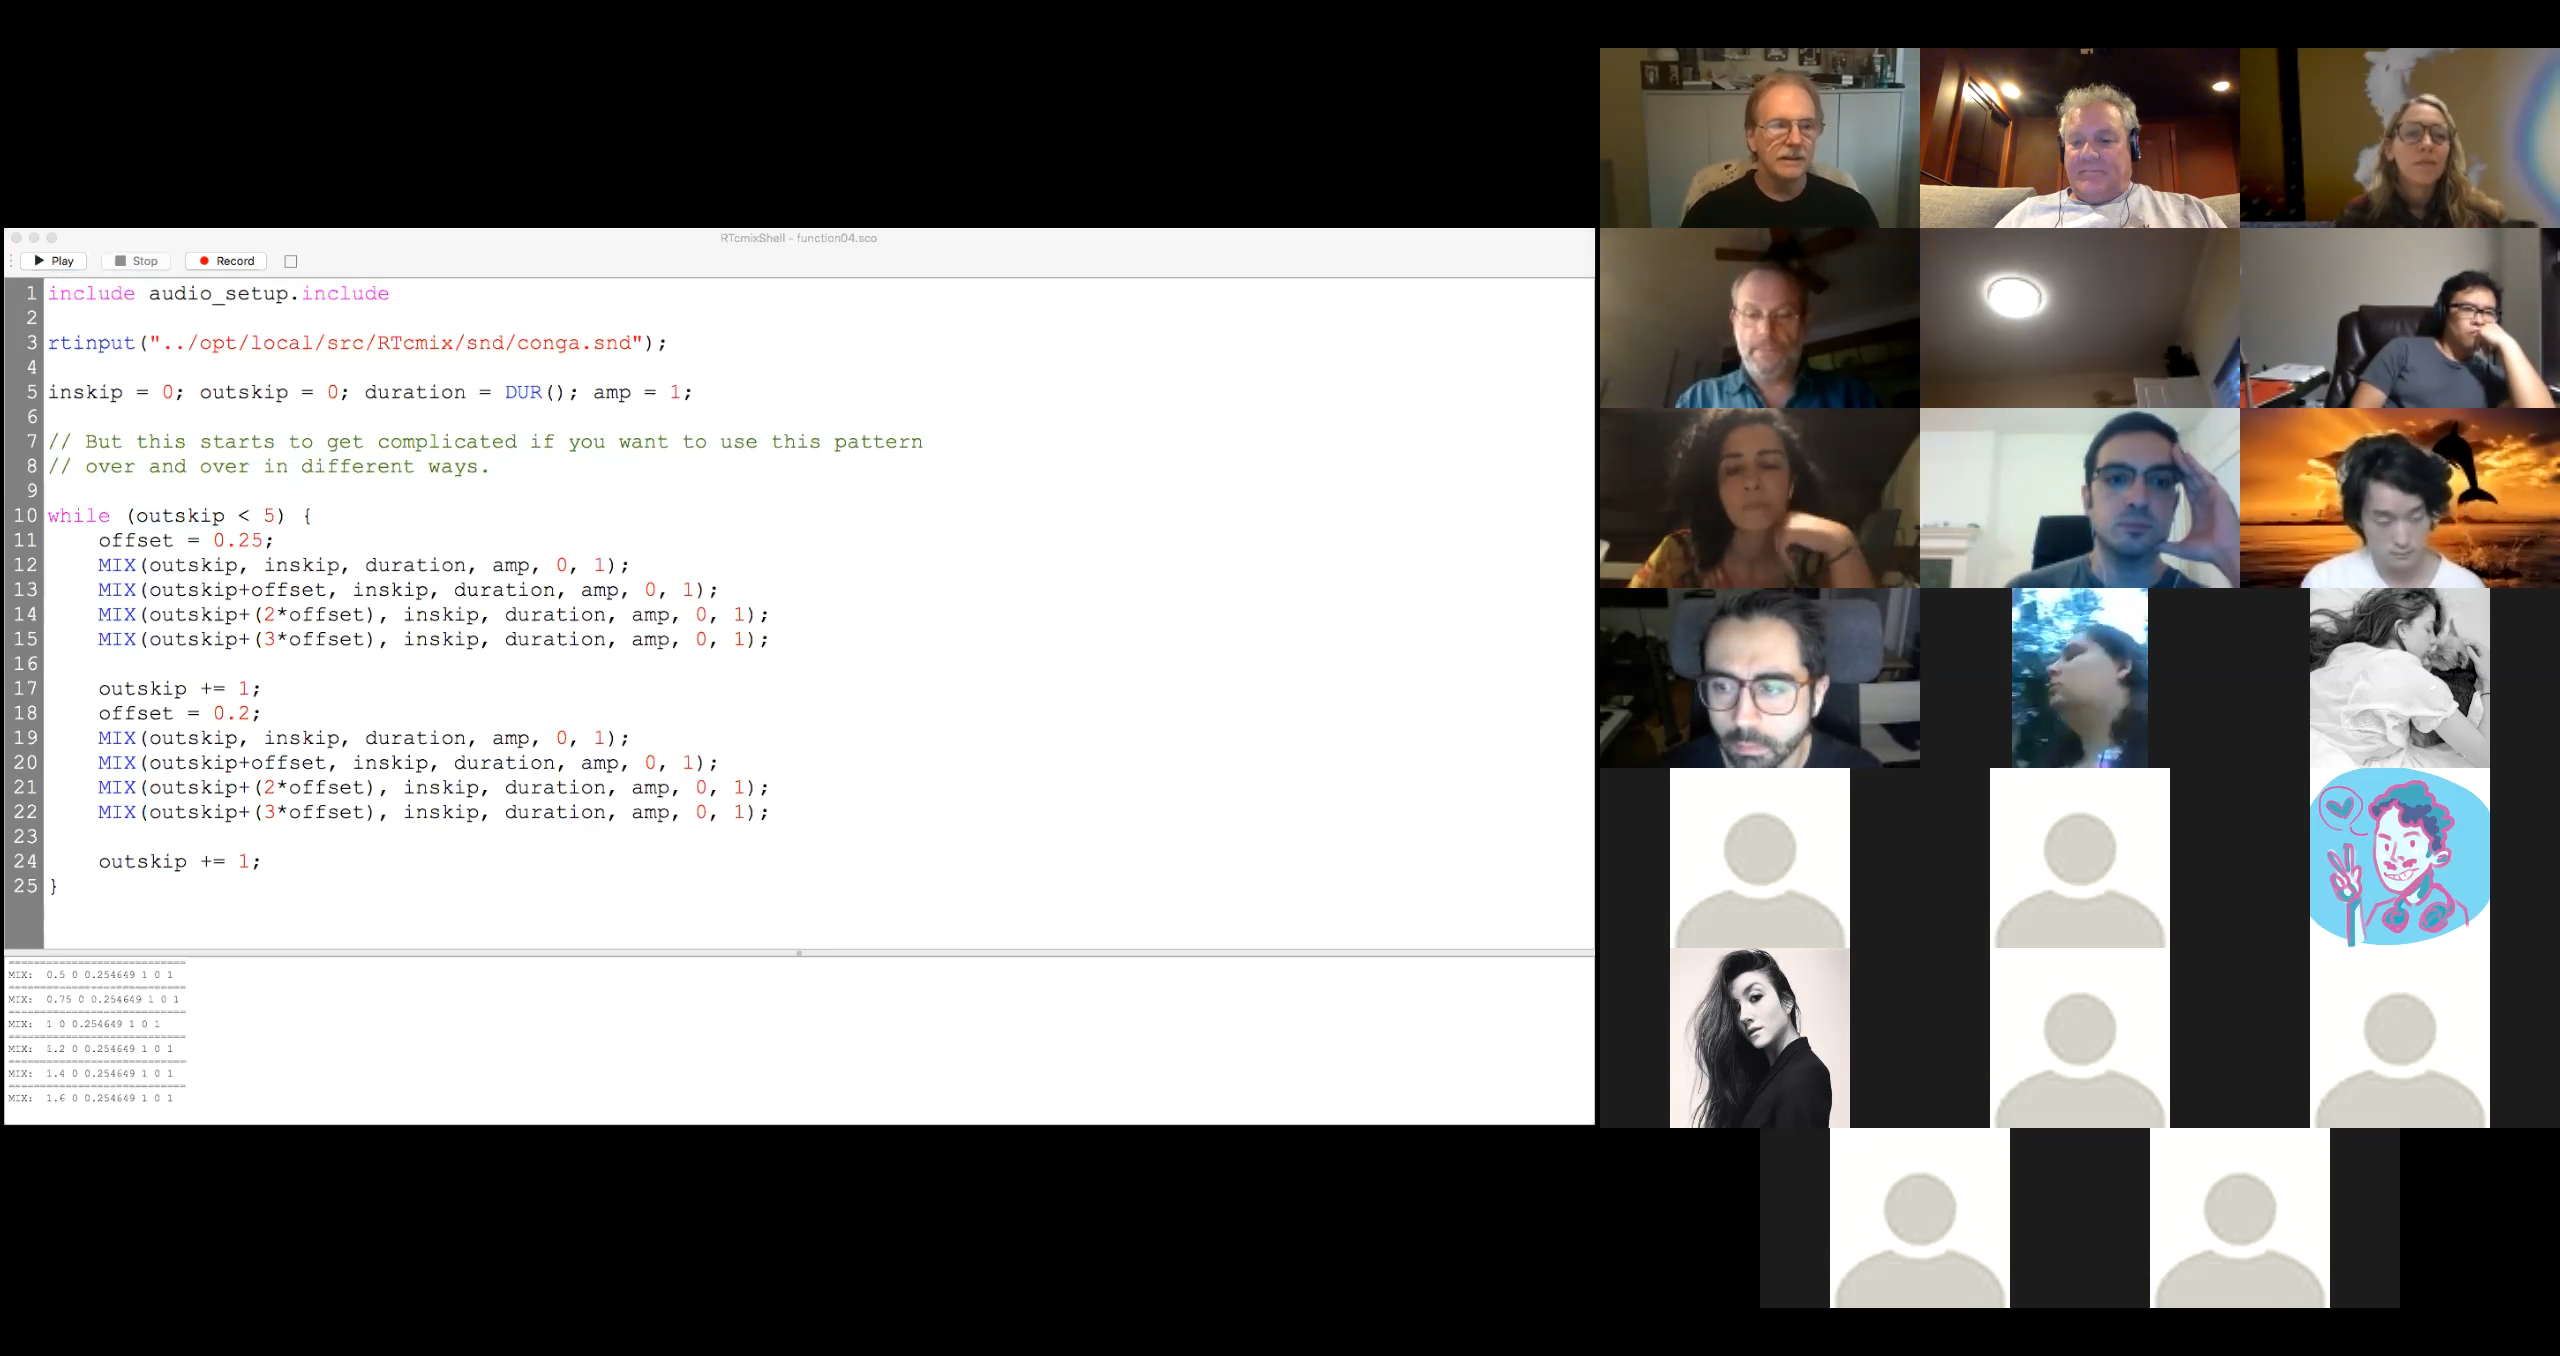 RTcmixShell - function04.sco
Play Stop Record
1 include audio_setup.include
2
3 rtinput("../opt/local/src/RTcmix/snd/conga.snd");
4
5 inskip = 0; outskip = 0; duration = DUR(); amp = 1;
6
7 // But this starts to get complicated if you want to use this pattern
8 // over and over in different ways.
9
10 while (outskip < 5) {
11 offset = 0.25;
12 MIX(outskip, inskip, duration, amp, 0, 1);
13 MIX(outskip+offset, inskip, duration, amp, 0, 1);
14 MIX(outskip+(2*offset), inskip, duration, amp, 0, 1);
15 MIX(outskip+(3*offset), inskip, duration, amp, 0, 1);
16
17 outskip += 1;
18 offset = 0.2;
19 MIX(outskip, inskip, duration, amp, 0, 1);
20 MIX(outskip+offset, inskip, duration, amp, 0, 1);
21 MIX(outskip+(2*offset), inskip, duration, amp, 0, 1);
22 MIX(outskip+(3*offset), inskip, duration, amp, 0, 1);
23
24 outskip += 1;
25 }
============================
MIX: 0.5 0 0.254649 1 0 1
============================
MIX: 0.75 0 0.254649 1 0 1
============================
MIX: 1 0 0.254649 1 0 1
============================
MIX: 1.2 0 0.254649 1 0 1
============================
MIX: 1.4 0 0.254649 1 0 1
============================
MIX: 1.6 0 0.254649 1 0 1